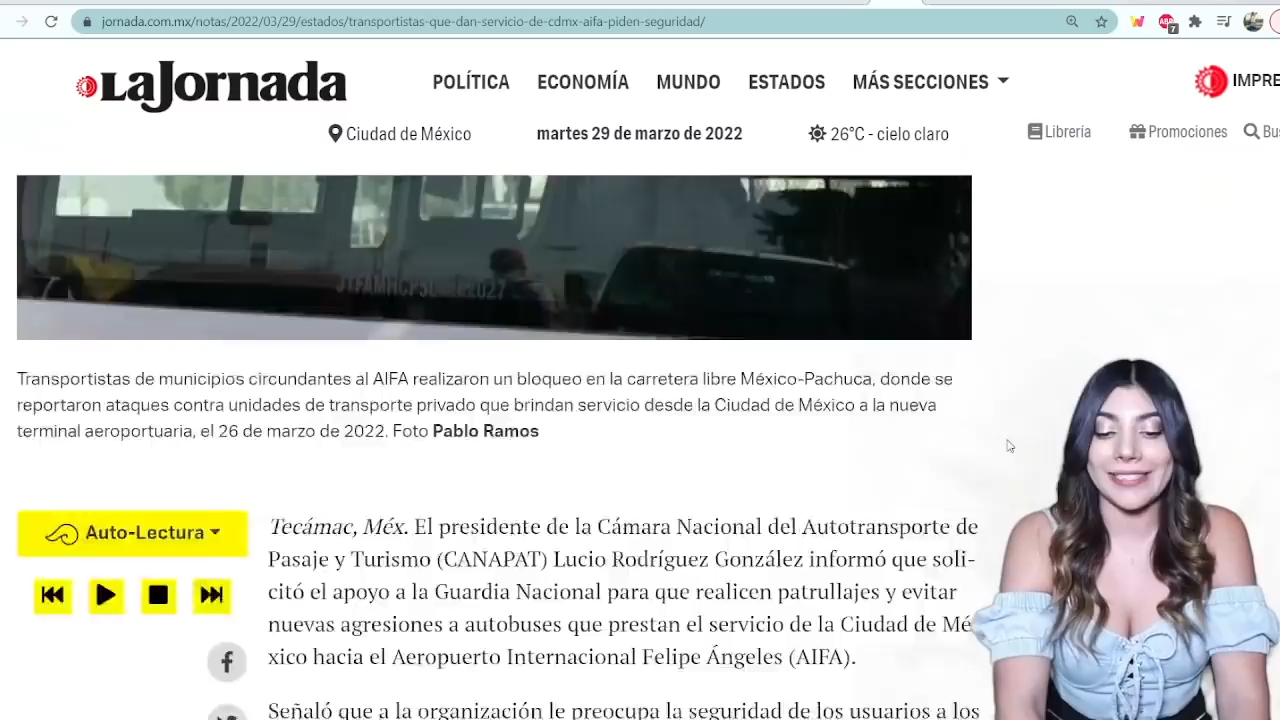 jornada.com.mx/notas/2022/03/29/estados/transportistas-que-dan-servicio-de-cdmx-aifa-piden-seguridad/
ABP
7
La Jornada
POLÍTICA ECONOMÍA MUNDO ESTADOS MÁS SECCIONES
IMPRE
Ciudad de México martes 29 de marzo de 2022 26°C - cielo claro
Librería Promociones Bu
Transportistas de municipios circundantes al AIFA realizaron un bloqueo en la carretera libre México-Pachuca, donde se
reportaron ataques contra unidades de transporte privado que brindan servicio desde la Ciudad de México a la nueva
terminal aeroportuaria, el 26 de marzo de 2022. Foto Pablo Ramos
Auto-Lectura
Tecámac, Méx. El presidente de la Cámara Nacional del Autotransporte de
Pasaje y Turismo (CANAPAT) Lucio Rodríguez González informó que soli-
citó el apoyo a la Guardia Nacional para que realicen patrullajes y evitar
nuevas agresiones a autobuses que prestan el servicio de la Ciudad de Mé
xico hacia el Aeropuerto Internacional Felipe Ángeles (AIFA).
Señaló que a la organización le preocupa la seguridad de los usuarios a los